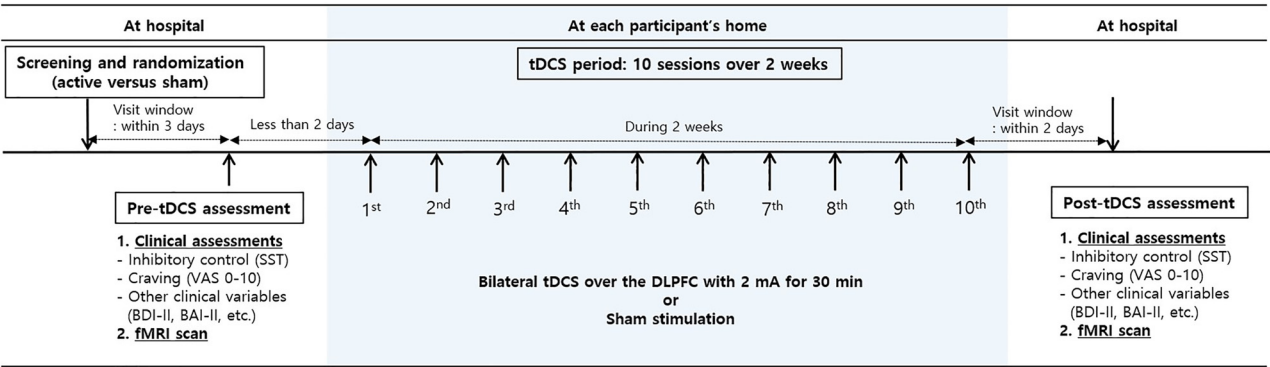 At hospital
At each participant's home
At hospital
Screening and randomization
(active versus sham)
tDCS period: 10 sessions over 2 weeks
Visit window
: within 3 days
Less than 2 days
During 2 weeks
Visit window
: within 2 days
1st
2nd
3rd
4th
5th
6th
7th
8th
9th
10th
Pre-tDCS assessment
1. Clinical assessments
- Inhibitory control (SST)
- Craving (VAS 0-10)
- Other clinical variables
(BDI-II, BAI-II, etc.)
2. fMRI scan
Bilateral tDCS over the DLPFC with 2 mA for 30 min
or
Sham stimulation
Post-tDCS assessment
1. Clinical assessments
- Inhibitory control (SST)
- Craving (VAS 0-10)
- Other clinical variables
(BDI-II, BAI-II, etc.)
2. fMRI scan